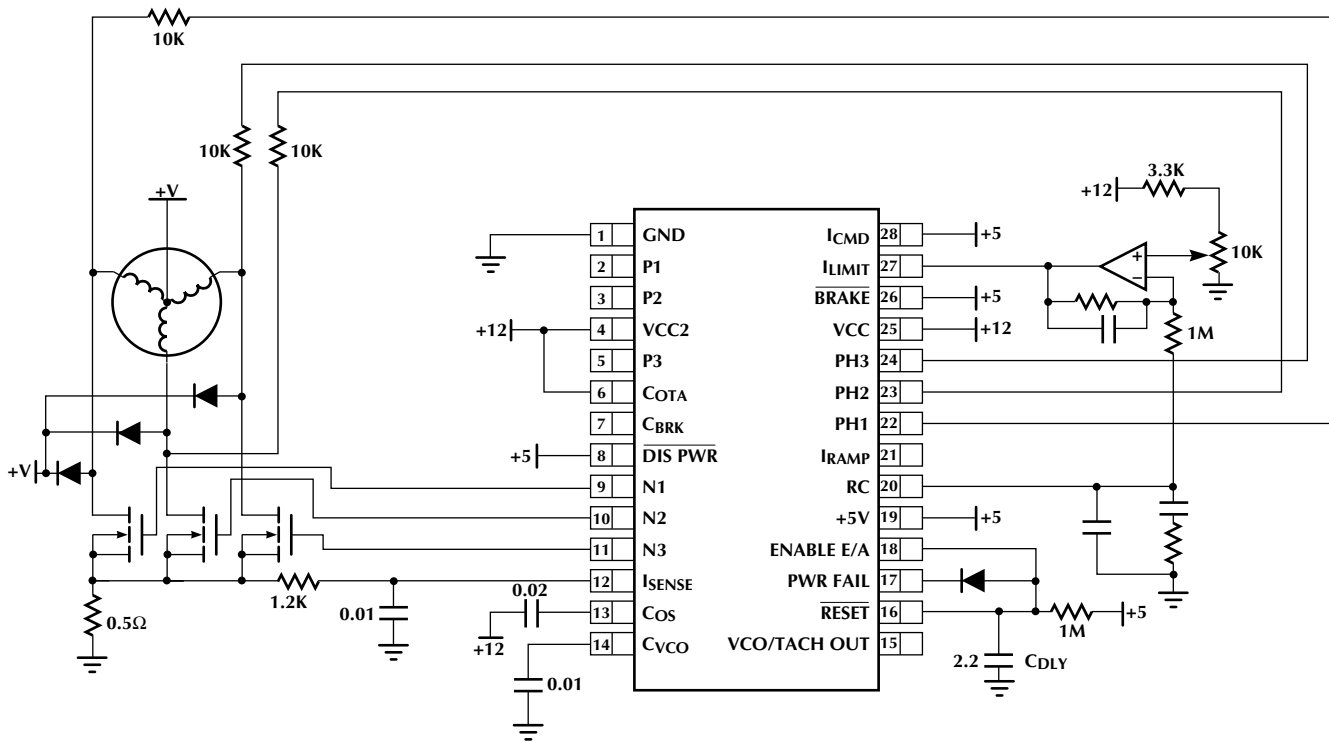 10K
10K
10K
+V
+V
1 GND
2 P1
3 P2
+12 4 VCC2
5 P3
6 COTA
7 CBRK
+5 8 DIS PWR
9 N1
10 N2
11 N3
12 ISENSE
13 COS
14 CVCO
1.2K
0.5Ω
0.01
0.02
+12
0.01
ICMD 28 +5
ILIMIT 27
BRAKE 26 +5
VCC 25 +12
PH3 24
PH2 23
PH1 22
IRAMP 21
RC 20
+5V 19 +5
ENABLE E/A 18
PWR FAIL 17
RESET 16
VCO/TACH OUT 15
3.3K
+12
10K
+
−
1M
1M
+5
2.2
CDLY